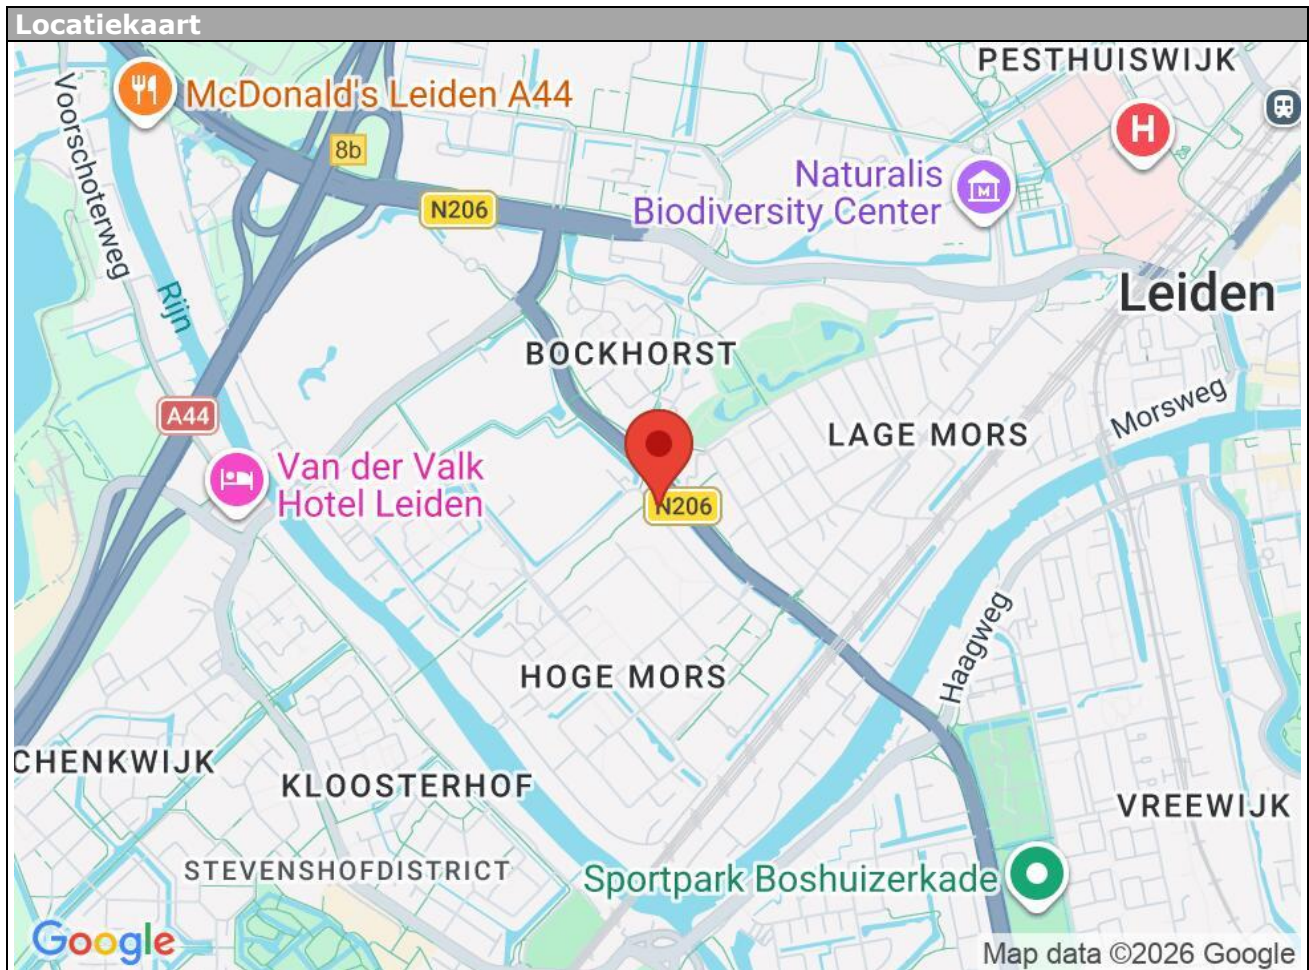 Locatiekaart
PESTHUISWIJK
McDonald's Leiden A44
Voorschoterweg
8b
H
Naturalis
Biodiversity Center
M
N206
Rijn
Leiden
BOCKHORST
A44
Morsweg
LAGE MORS
Van der Valk
Hotel Leiden
N206
Haagweg
HOGE MORS
CHENKWIJK
KLOOSTERHOF
VREEWIJK
STEVENSHOFDISTRICT
Sportpark Boshuizerkade
Google
Map data ©2026 Google